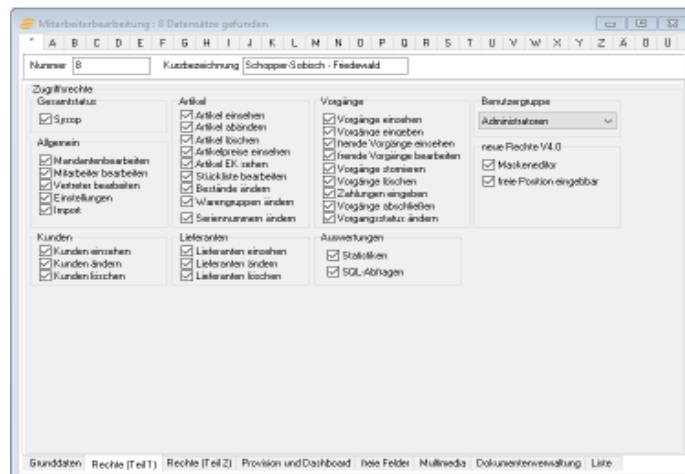 Mitarbeiterbearbeitung : 8 Datensätze gefunden
* A B C D E F G H I J K L M N O P Q R S T U V W X Y Z Ä Ö Ü
Nummer 8 Kurzbezeichnung Schopper-Sobisch - Friedewald
Zugriffsrechte
Gesamtstatus
Sysop
Allgemein
Mandantenbearbeiten
Mitarbeiter bearbeiten
Vertreter bearbeiten
Einstellungen
Import
Artikel
Artikel einsehen
Artikel abändern
Artikel löschen
Artikelpreise einsehen
Artikel EK sehen
Stückliste bearbeiten
Bestände ändern
Warengruppen ändern
Seriennummern ändern
Vorgänge
Vorgänge einsehen
Vorgänge eingeben
fremde Vorgänge einsehen
fremde Vorgänge bearbeiten
Vorgänge stornieren
Vorgänge löschen
Zahlungen eingeben
Vorgänge abschließen
Vorgangsstatus ändern
Benutzergruppe
Administratoren
neue Rechte V4.0
Maskeneditor
freie Position eingebbar
Kunden
Kunden einsehen
Kunden ändern
Kunden löschen
Lieferanten
Lieferanten einsehen
Lieferanten ändern
Lieferanten löschen
Auswertungen
Statistiken
SQL-Abfragen
Grunddaten Rechte (Teil 1) Rechte (Teil 2) Provision und Dashboard freie Felder Multimedia Dokumentenverwaltung Liste